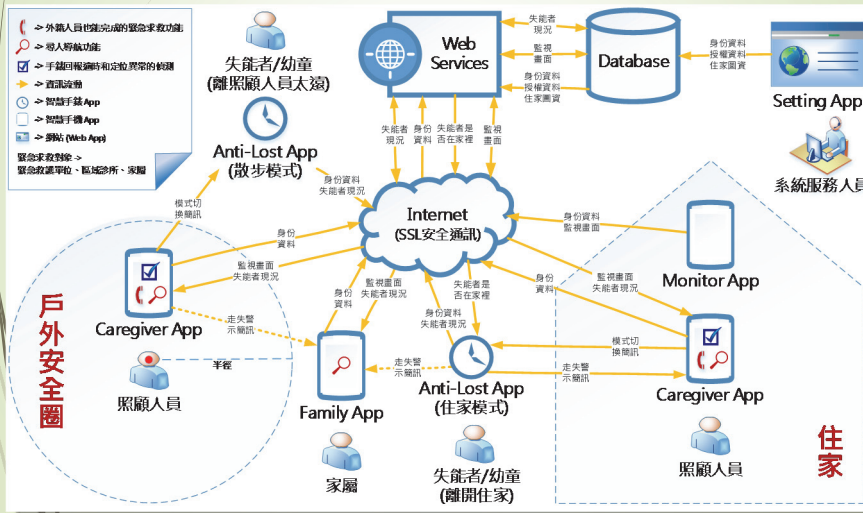 -> 外籍人員也能完成的緊急求救功能
-> 尋人導航功能
-> 手錶回報逾時和定位異常的偵測
-> 資訊流動
-> 智慧手錶 App
-> 智慧手機 App
-> 網站 (Web App)
緊急求救對象 ->
緊急救護單位、區域診所、家屬
失能者/幼童
(離照顧人員太遠)
Anti-Lost App
(散步模式)
Web
Services
失能者
現況
監視
畫面
身份資料
授權資料
住家圖資
Database
身份資料
授權資料
住家圖資
Setting App
系統服務人員
失能者
現況
身份
資料
失能者是
否在家裡
監視
畫面
身份資料
失能者現況
模式切
換簡訊
身份
資料
監視畫面
失能者現況
Internet
(SSL安全通訊)
身份資料
監視畫面
Monitor App
監視畫面
失能者現況
身份
資料
戶外安全圈
Caregiver App
照顧人員
半徑
走失警
示簡訊
身份
資料
監視畫面
失能者現況
失能者是
否在家裡
身份資料
失能者現況
Family App
家屬
走失警
示簡訊
Anti-Lost App
(住家模式)
失能者/幼童
(離開住家)
模式切
換簡訊
走失警
示簡訊
Caregiver App
照顧人員
住家